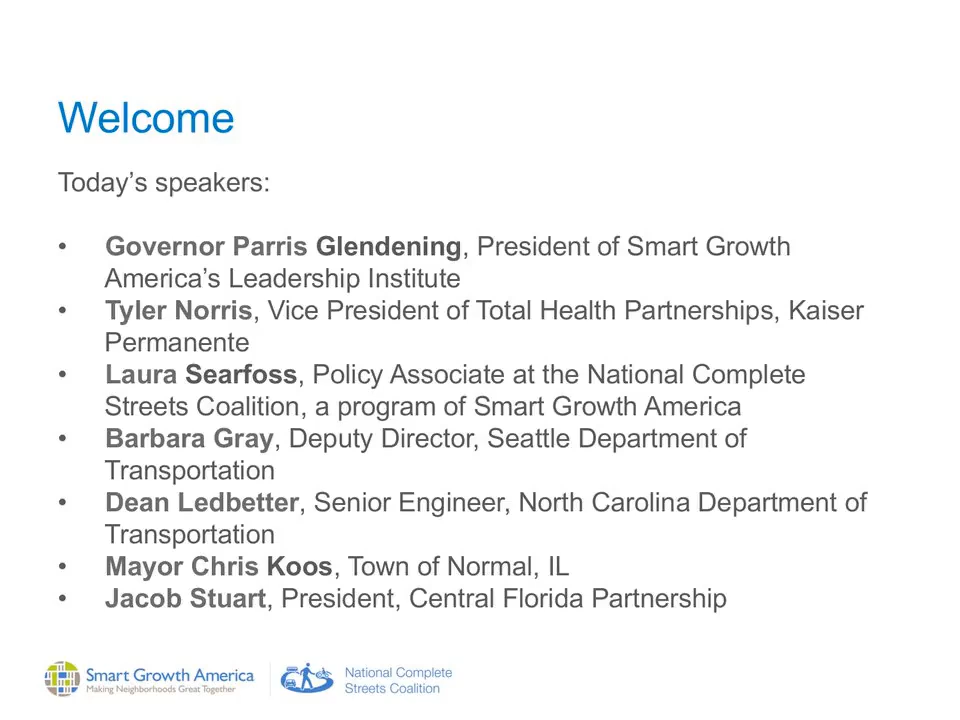 Welcome
Today’s speakers:
• Governor Parris Glendening, President of Smart Growth
America’s Leadership Institute
• Tyler Norris, Vice President of Total Health Partnerships, Kaiser
Permanente
• Laura Searfoss, Policy Associate at the National Complete
Streets Coalition, a program of Smart Growth America
• Barbara Gray, Deputy Director, Seattle Department of
Transportation
• Dean Ledbetter, Senior Engineer, North Carolina Department of
Transportation
• Mayor Chris Koos, Town of Normal, IL
• Jacob Stuart, President, Central Florida Partnership
Smart Growth America
Making Neighborhoods Great Together
National Complete
Streets Coalition